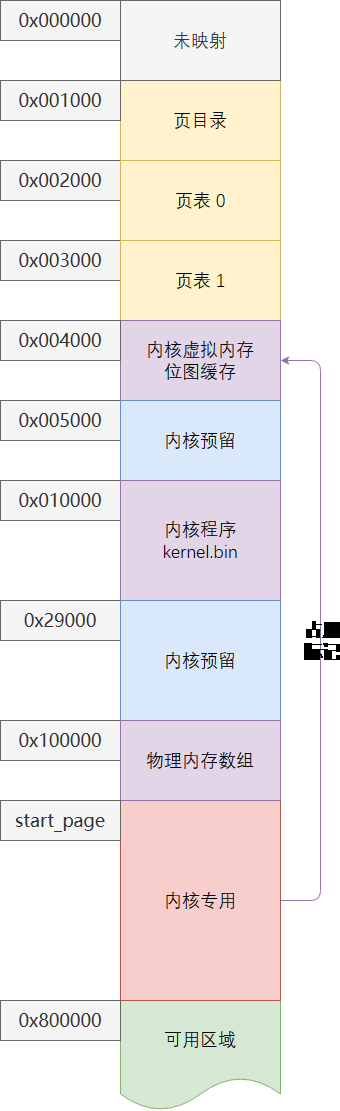 0x000000
未映射
0x001000
页目录
0x002000
页表 0
0x003000
页表 1
0x004000
内核虚拟内存
位图缓存
0x005000
内核预留
0x010000
内核程序
kernel.bin
0x29000
内核预留
0x100000
物理内存数组
start_page
内核专用
0x800000
可用区域